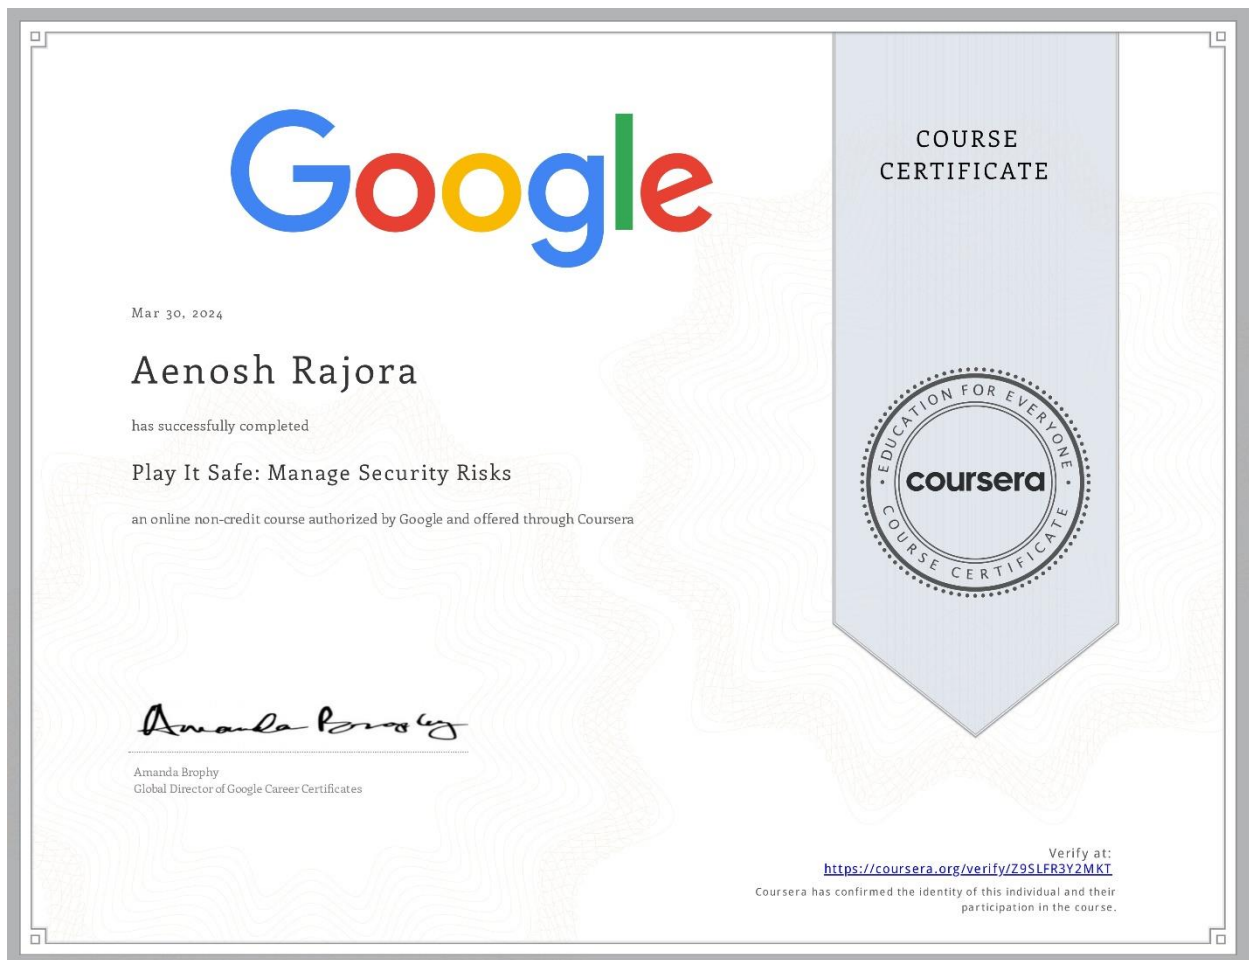 Google
COURSE
CERTIFICATE
Mar 30, 2024
Aenosh Rajora
has successfully completed
Play It Safe: Manage Security Risks
an online non-credit course authorized by Google and offered through Coursera
EDUCATION FOR EVERYONE
coursera
COURSE CERTIFICATE
Amanda Brophy
Amanda Brophy
Global Director of Google Career Certificates
Verify at:
https://coursera.org/verify/Z9SLFR3Y2MKT
Coursera has confirmed the identity of this individual and their
participation in the course.